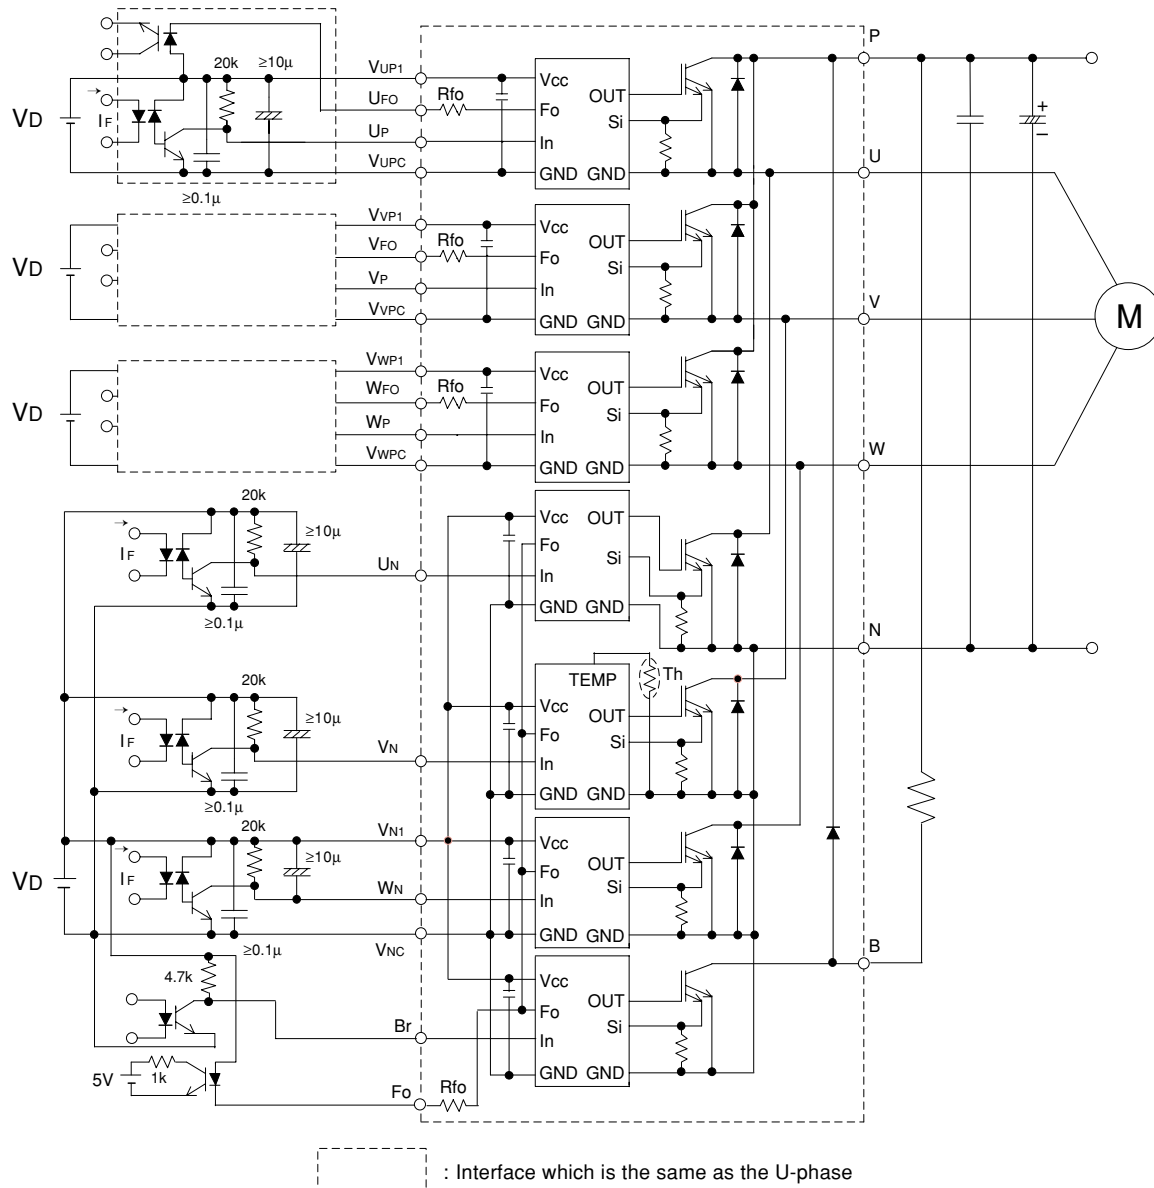 P
20k ≥10μ
VUP1
Vcc
UFO Rfo
OUT
VD
IF
Fo
Si
+
–
UP
In
U
VUPC
GND GND
≥0.1μ
VVP1
Vcc
VFO Rfo
OUT
VD
Fo
Si
VP
In
V
VVPC
GND GND
M
VWP1
Vcc
WFO Rfo
OUT
VD
Fo
Si
WP
In
W
VWPC
GND GND
20k
≥10μ
Vcc OUT
IF
Fo
Si
UN
In
GND GND
≥0.1μ
N
TEMP
Th
20k
≥10μ
Vcc
OUT
IF
Fo
Si
VN
In
GND GND
≥0.1μ
20k
VN1
Vcc
≥10μ
OUT
VD
IF
Fo
Si
WN
In
VNC
GND GND
≥0.1μ
B
4.7k
Vcc
OUT
Fo
Si
Br
In
5V
1k
GND GND
Fo Rfo
: Interface which is the same as the U-phase